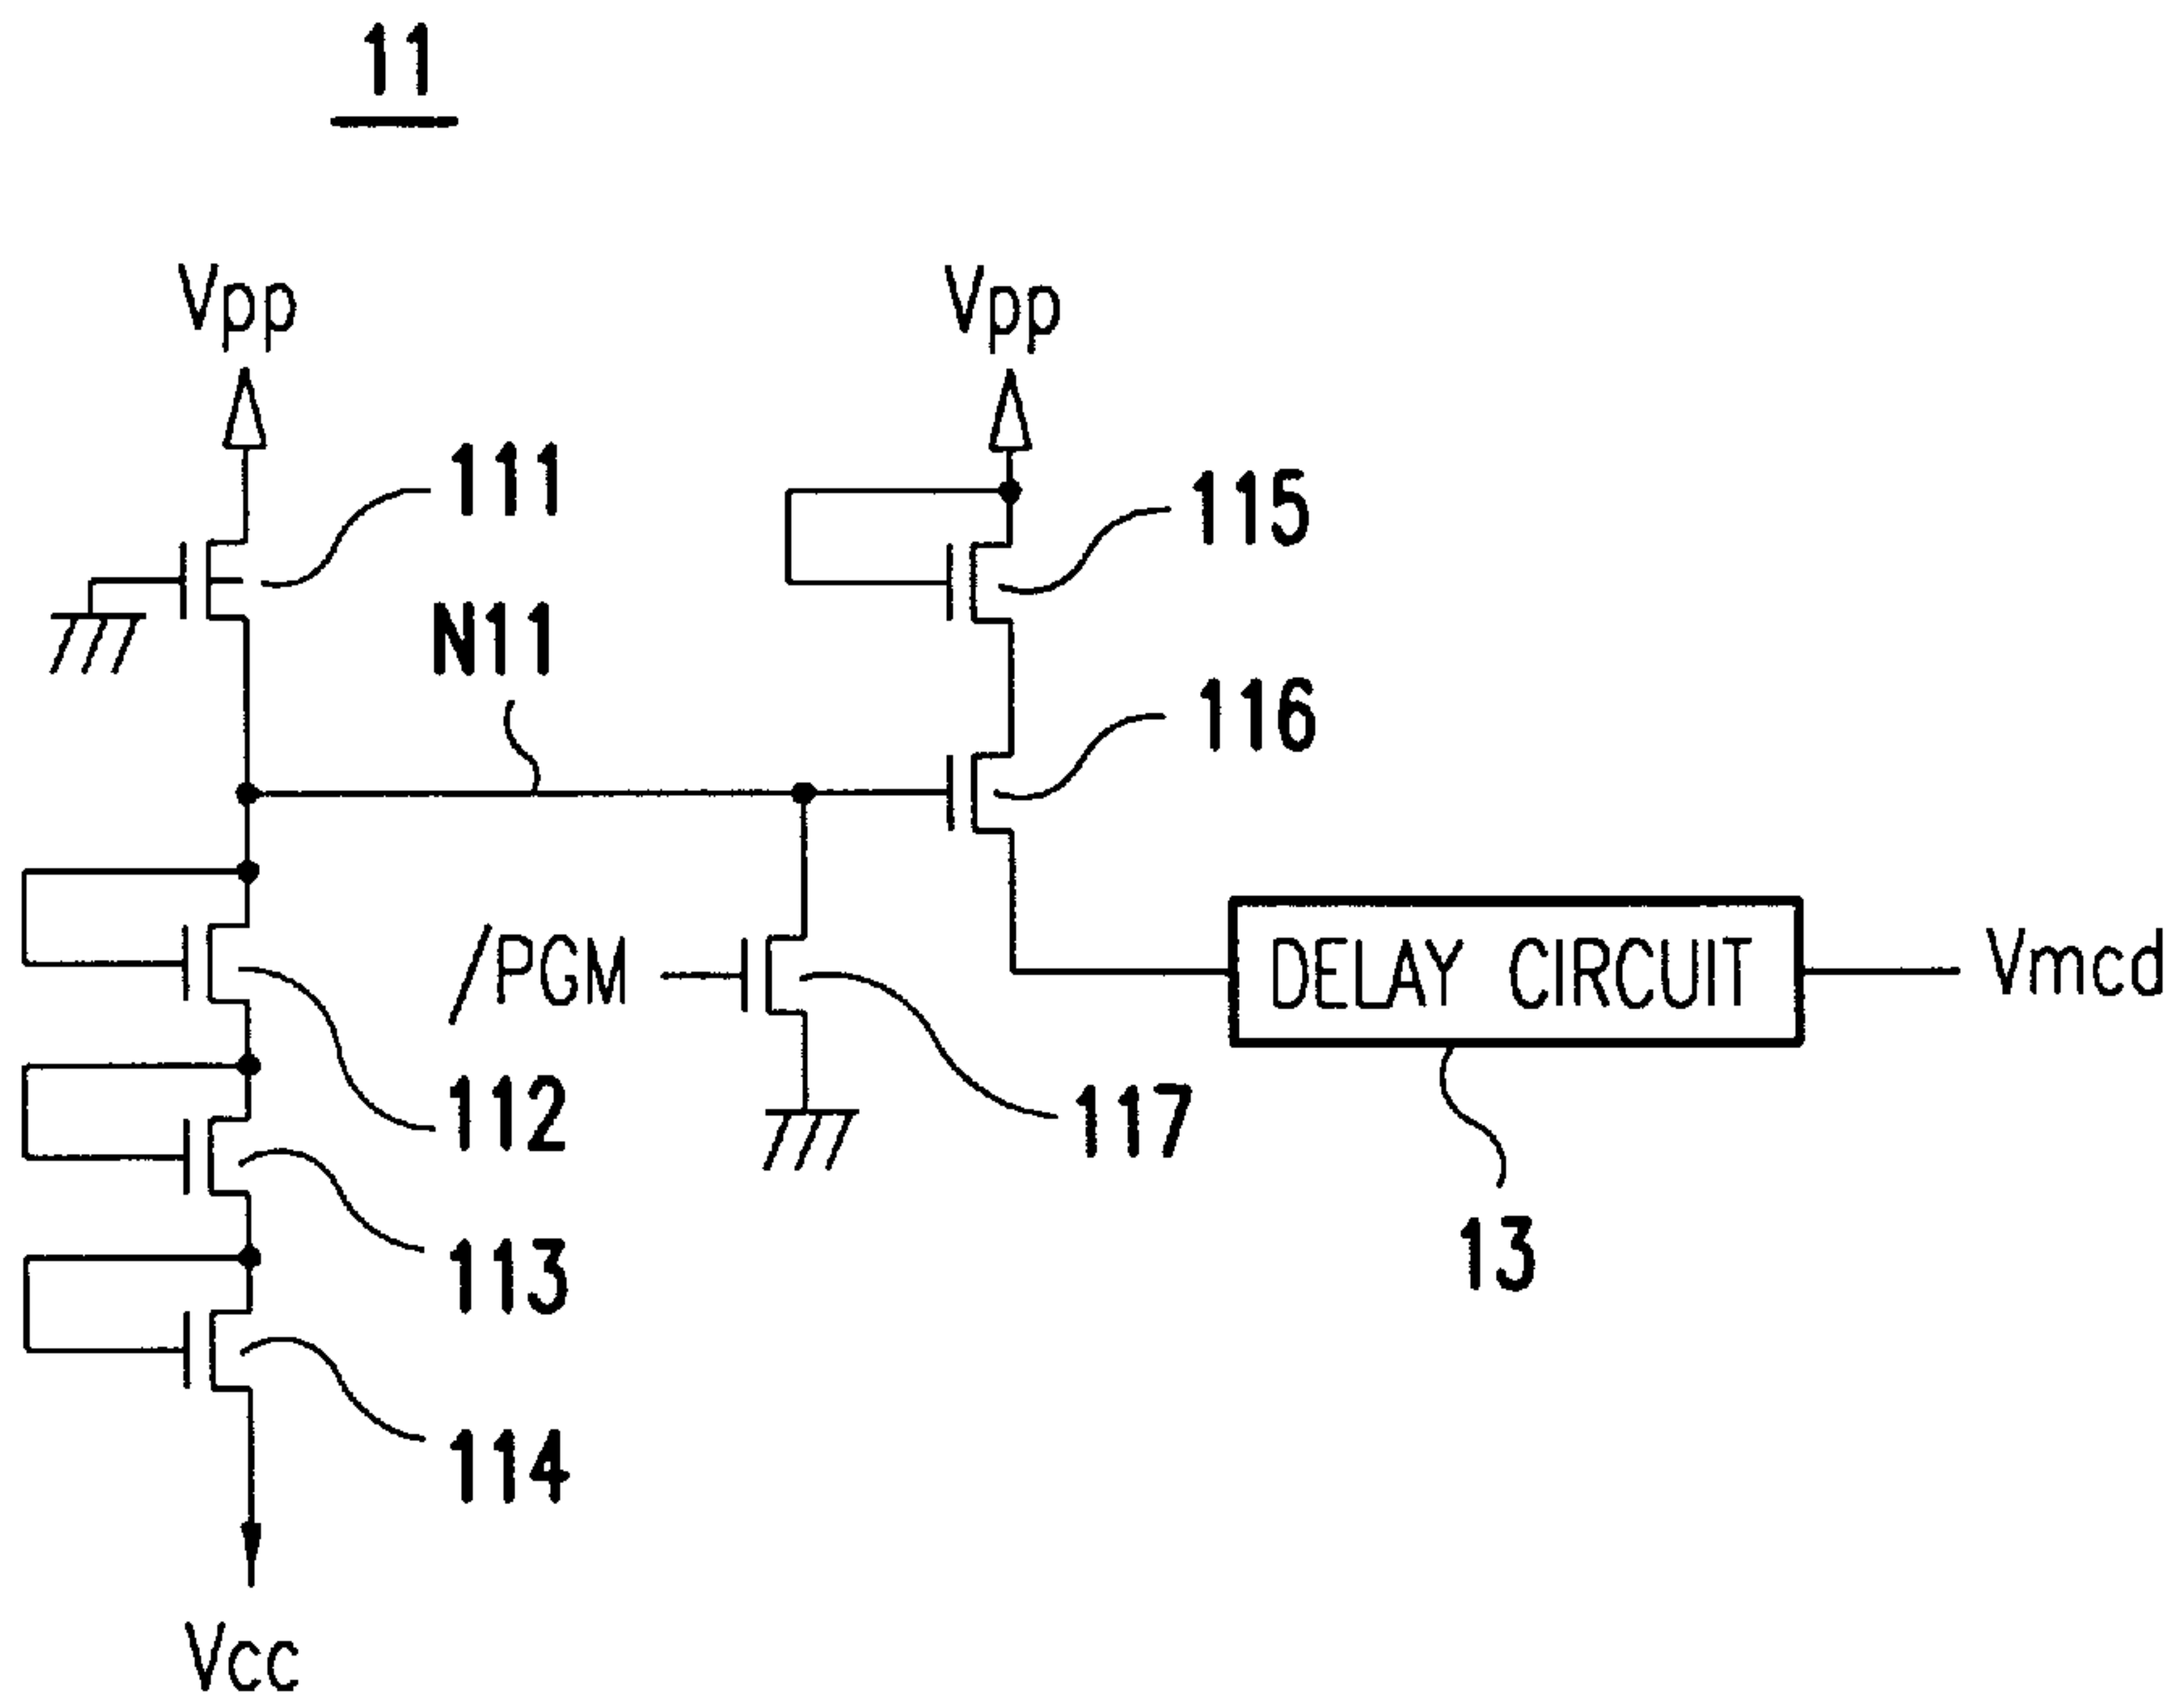 11
Vpp
Vpp
111
115
N11
116
/PGM
DELAY CIRCUIT
Vmcd
112
117
113
13
114
Vcc